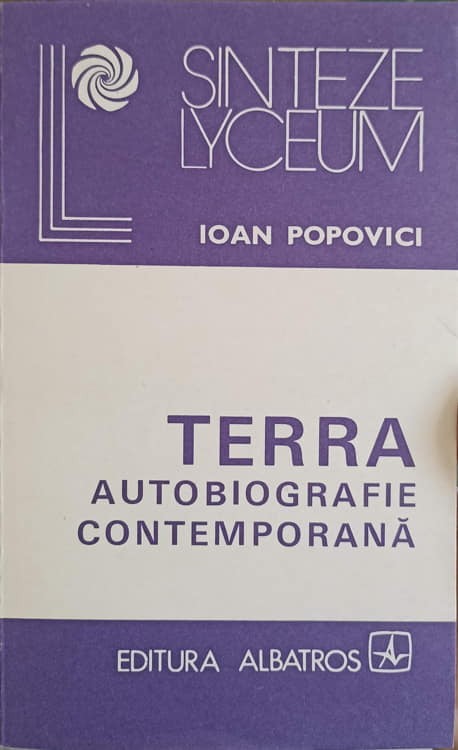 SINTEZE
LYCEUM
IOAN POPOVICI
TERRA
AUTOBIOGRAFIE
CONTEMPORANĂ
EDITURA ALBATROS